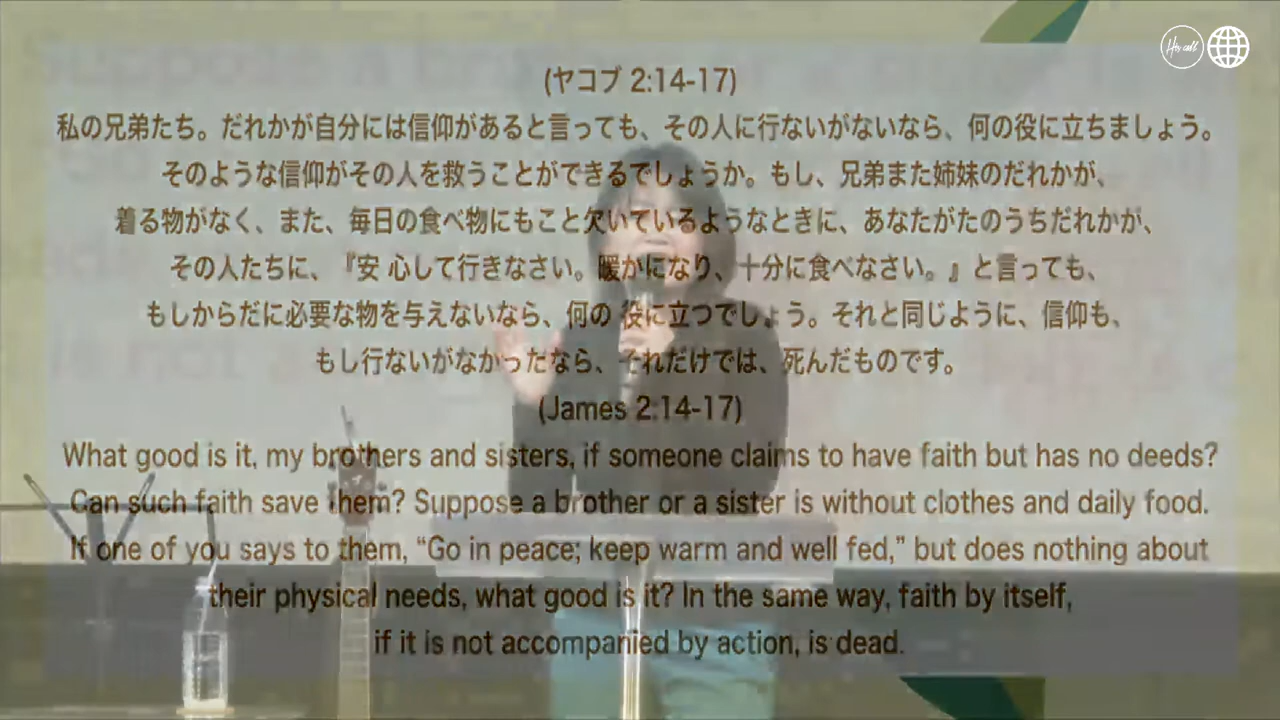 His call
(ヤコブ 2:14-17)
私の兄弟たち。だれかが自分には信仰があると言っても、その人に行ないがないなら、何の役に立ちましょう。
そのような信仰がその人を救うことができるでしょうか。もし、兄弟また姉妹のだれかが、
着る物がなく、また、毎日の食べ物にもこと欠いているようなときに、あなたがたのうちだれかが、
その人たちに、『安 心して行きなさい。暖かになり、十分に食べなさい。』と言っても、
もしからだに必要な物を与えないなら、何の 役に立つでしょう。それと同じように、信仰も、
もし行ないがなかったなら、それだけでは、死んだものです。
(James 2:14-17)
What good is it, my brothers and sisters, if someone claims to have faith but has no deeds?
Can such faith save them? Suppose a brother or a sister is without clothes and daily food.
If one of you says to them, “Go in peace; keep warm and well fed,” but does nothing about
their physical needs, what good is it? In the same way, faith by itself,
if it is not accompanied by action, is dead.